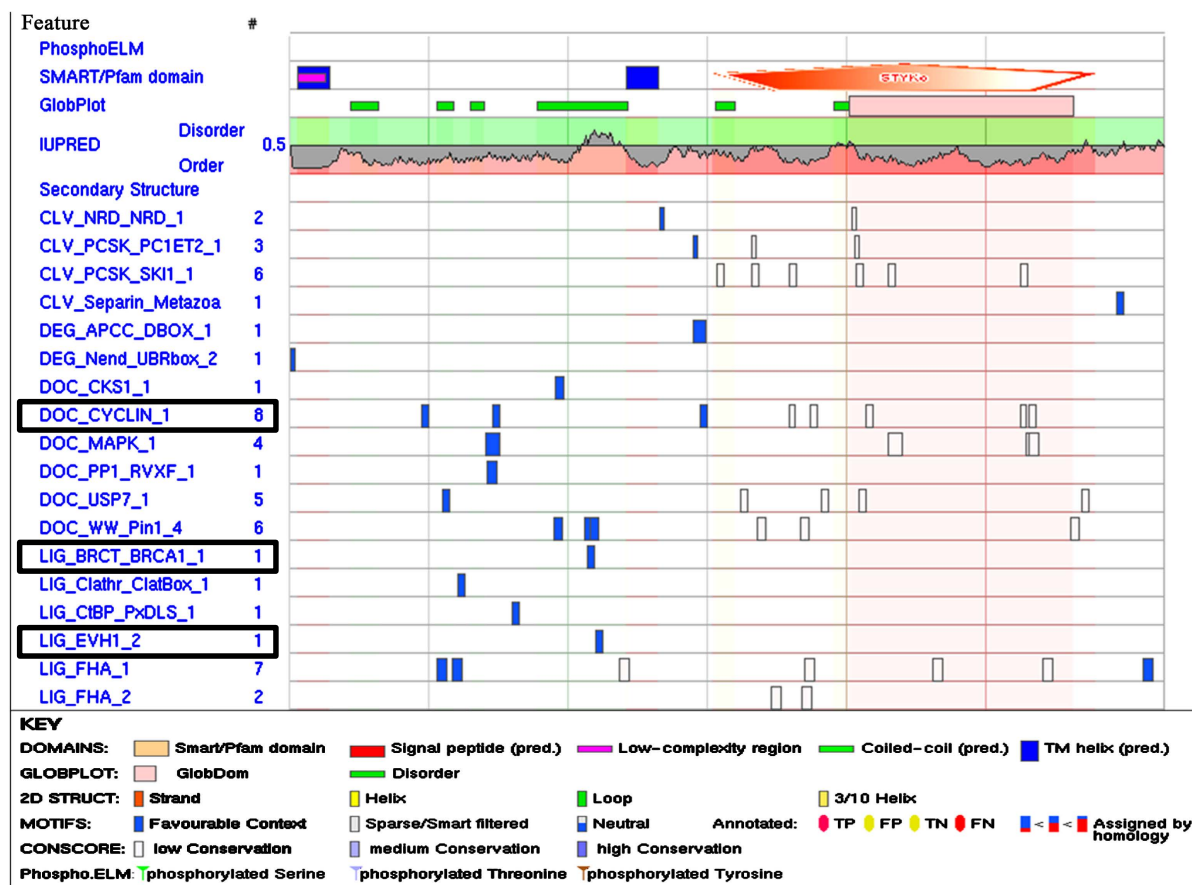 Feature #
PhosphoELM
SMART/Pfam domain STYKc
GlobPlot
Disorder
IUPRED 0.5
Order
Secondary Structure
CLV_NRD_NRD_1 2
CLV_PCSK_PC1ET2_1 3
CLV_PCSK_SKI1_1 6
CLV_Separin_Metazoa 1
DEG_APCC_DBOX_1 1
DEG_Nend_UBRbox_2 1
DOC_CKS1_1 1
DOC_CYCLIN_1 8
DOC_MAPK_1 4
DOC_PP1_RVXF_1 1
DOC_USP7_1 5
DOC_WW_Pin1_4 6
LIG_BRCT_BRCA1_1 1
LIG_Clathr_ClatBox_1 1
LIG_CtBP_PxDLS_1 1
LIG_EVH1_2 1
LIG_FHA_1 7
LIG_FHA_2 2
KEY
DOMAINS: Smart/Pfam domain Signal peptide (pred.) Low-complexity region Coiled-coil (pred.) TM helix (pred.)
GLOBPLOT: GlobDom Disorder
2D STRUCT: Strand Helix Loop 3/10 Helix
MOTIFS: Favourable Context Sparse/Smart filtered Neutral Annotated: TP FP TN FN < < Assigned by homology
CONSCORE: low Conservation medium Conservation high Conservation
Phospho.ELM: phosphorylated Serine phosphorylated Threonine phosphorylated Tyrosine